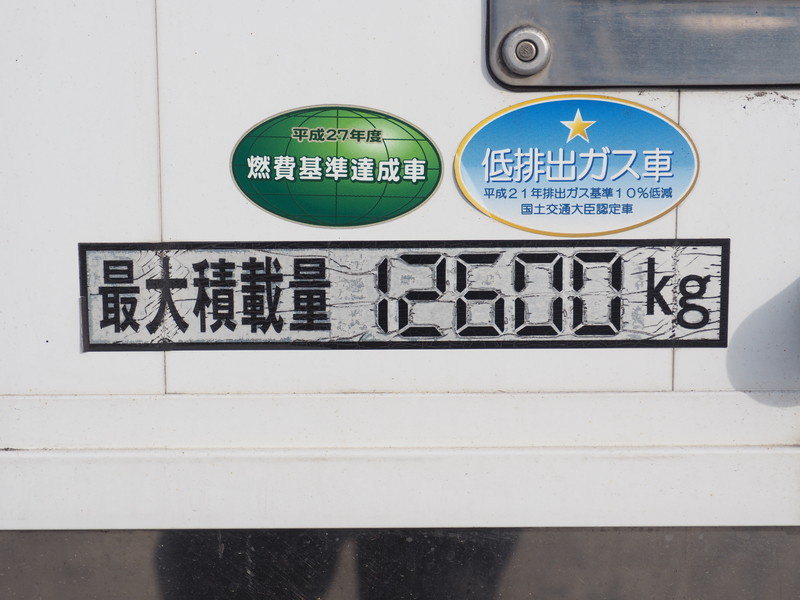 平成27年度
燃費基準達成車
低排出ガス車
平成21年排出ガス基準10%低減
国土交通大臣認定車
最大積載量 12600 kg